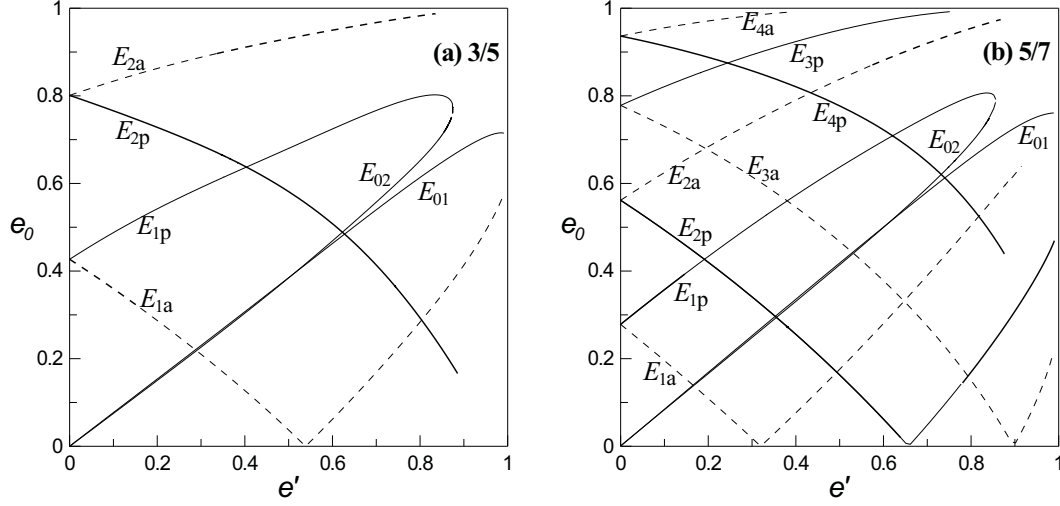 1.0
0.8
0.6
e₀
0.4
0.2
0
0
0.2
0.4
0.6
0.8
1
e′
(a) 3/5
E₂ₐ
E₂ₚ
E₀₂
E₀₁
E₁ₚ
E₁ₐ
1.0
0.8
0.6
e₀
0.4
0.2
0
0
0.2
0.4
0.6
0.8
1
e′
(b) 5/7
E₄ₐ
E₃ₚ
E₄ₚ
E₀₂
E₀₁
E₃ₐ
E₂ₐ
E₂ₚ
E₁ₚ
E₁ₐ